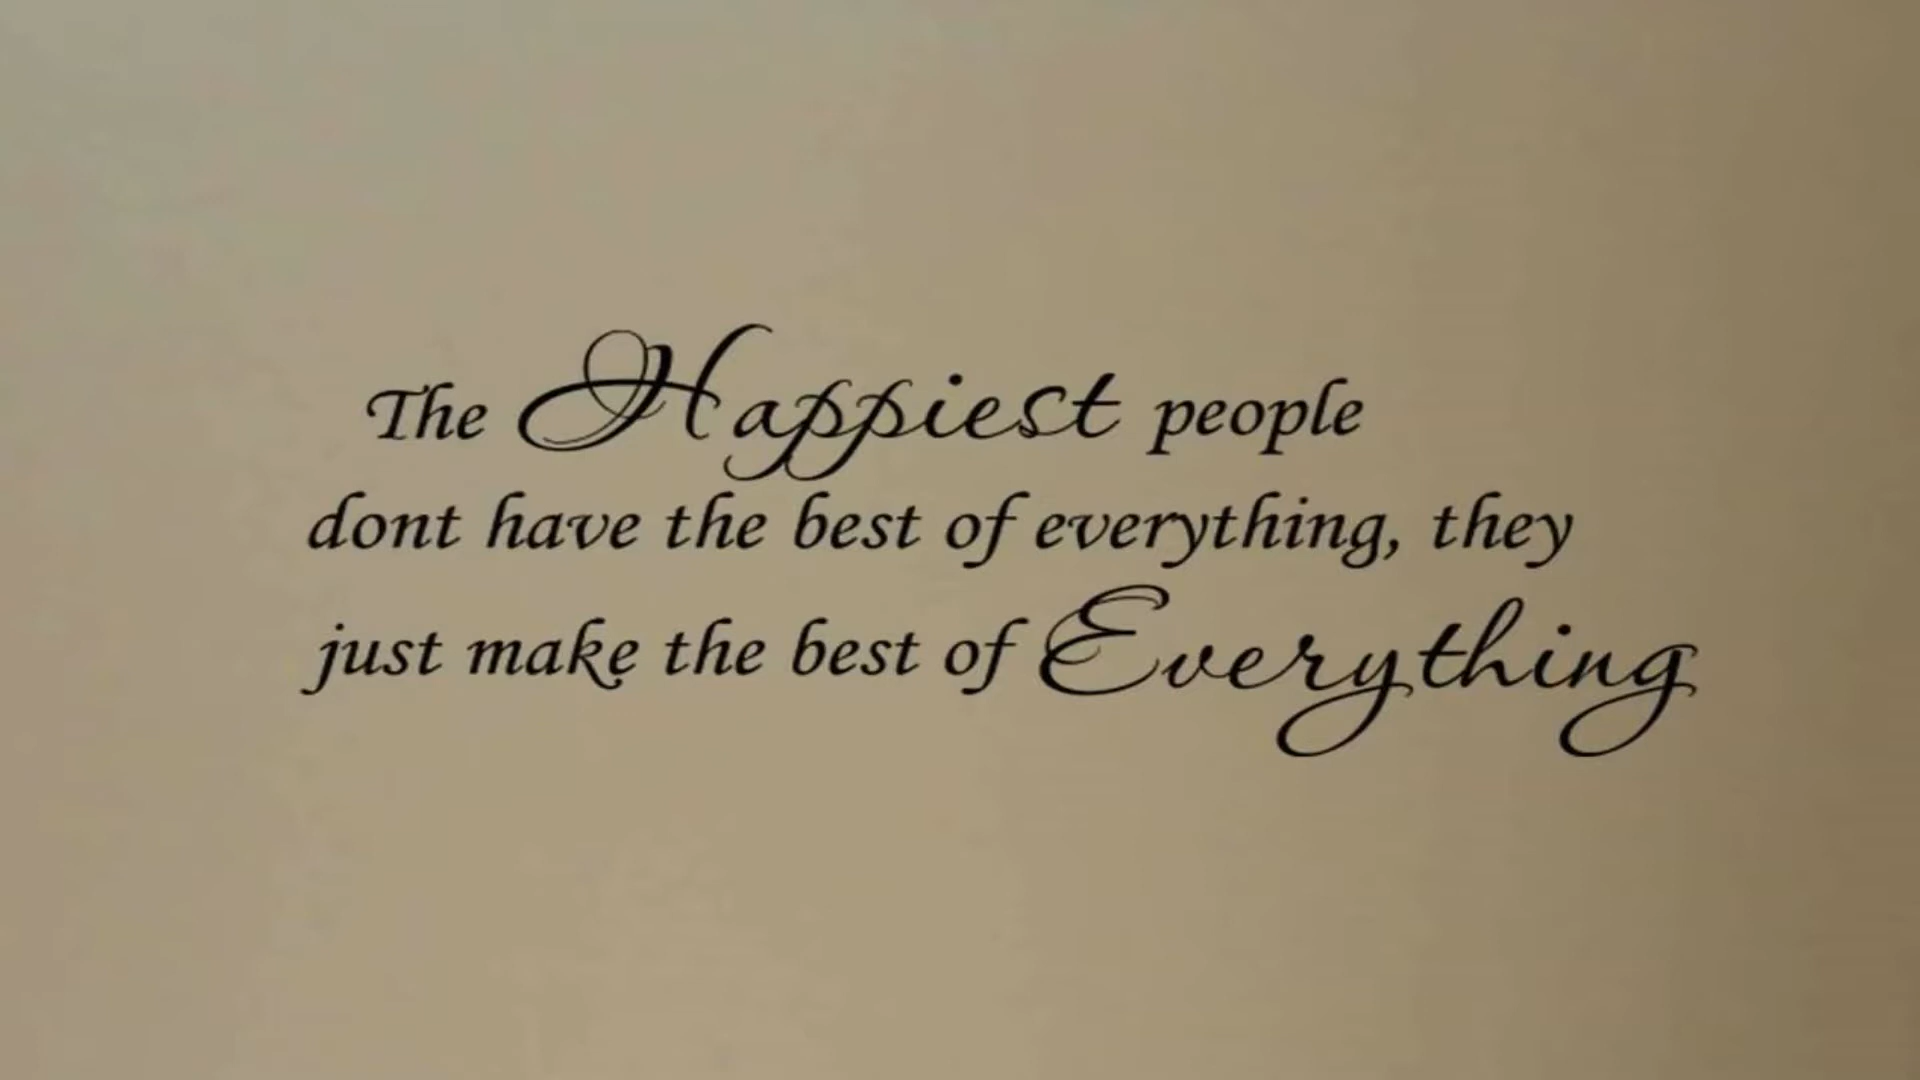 The Happiest people
dont have the best of everything, they
just make the best of Everything